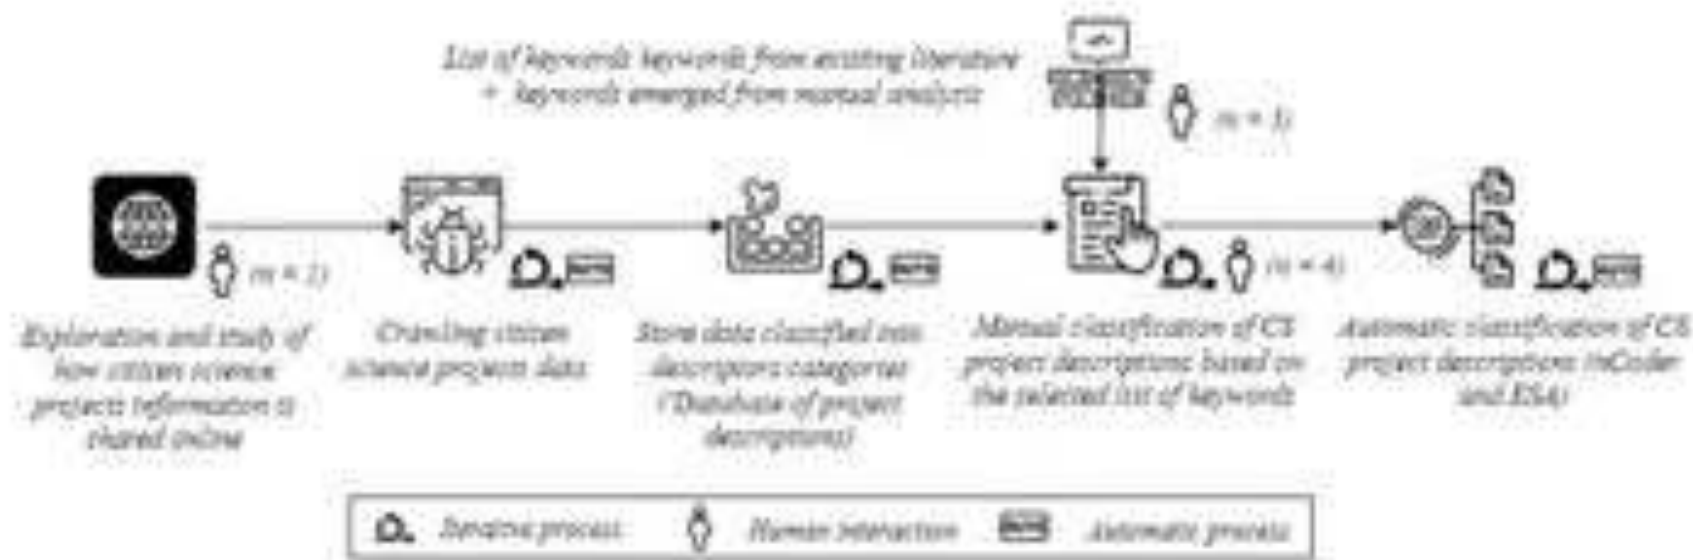 List of keywords keywords from existing literature
+ keywords emerged from manual analysis
Exploration and study of
how citizen science
projects information is
shared online
Crawling citizen
science projects data
Store data classified into
descriptors categories
("Database of project
descriptions)
Manual classification of CS
project descriptions based on
the selected list of keywords
(n = 4)
Automatic classification of CS
project descriptions (nCoder
and ESA)
Iterative process
Human interaction
Automatic process